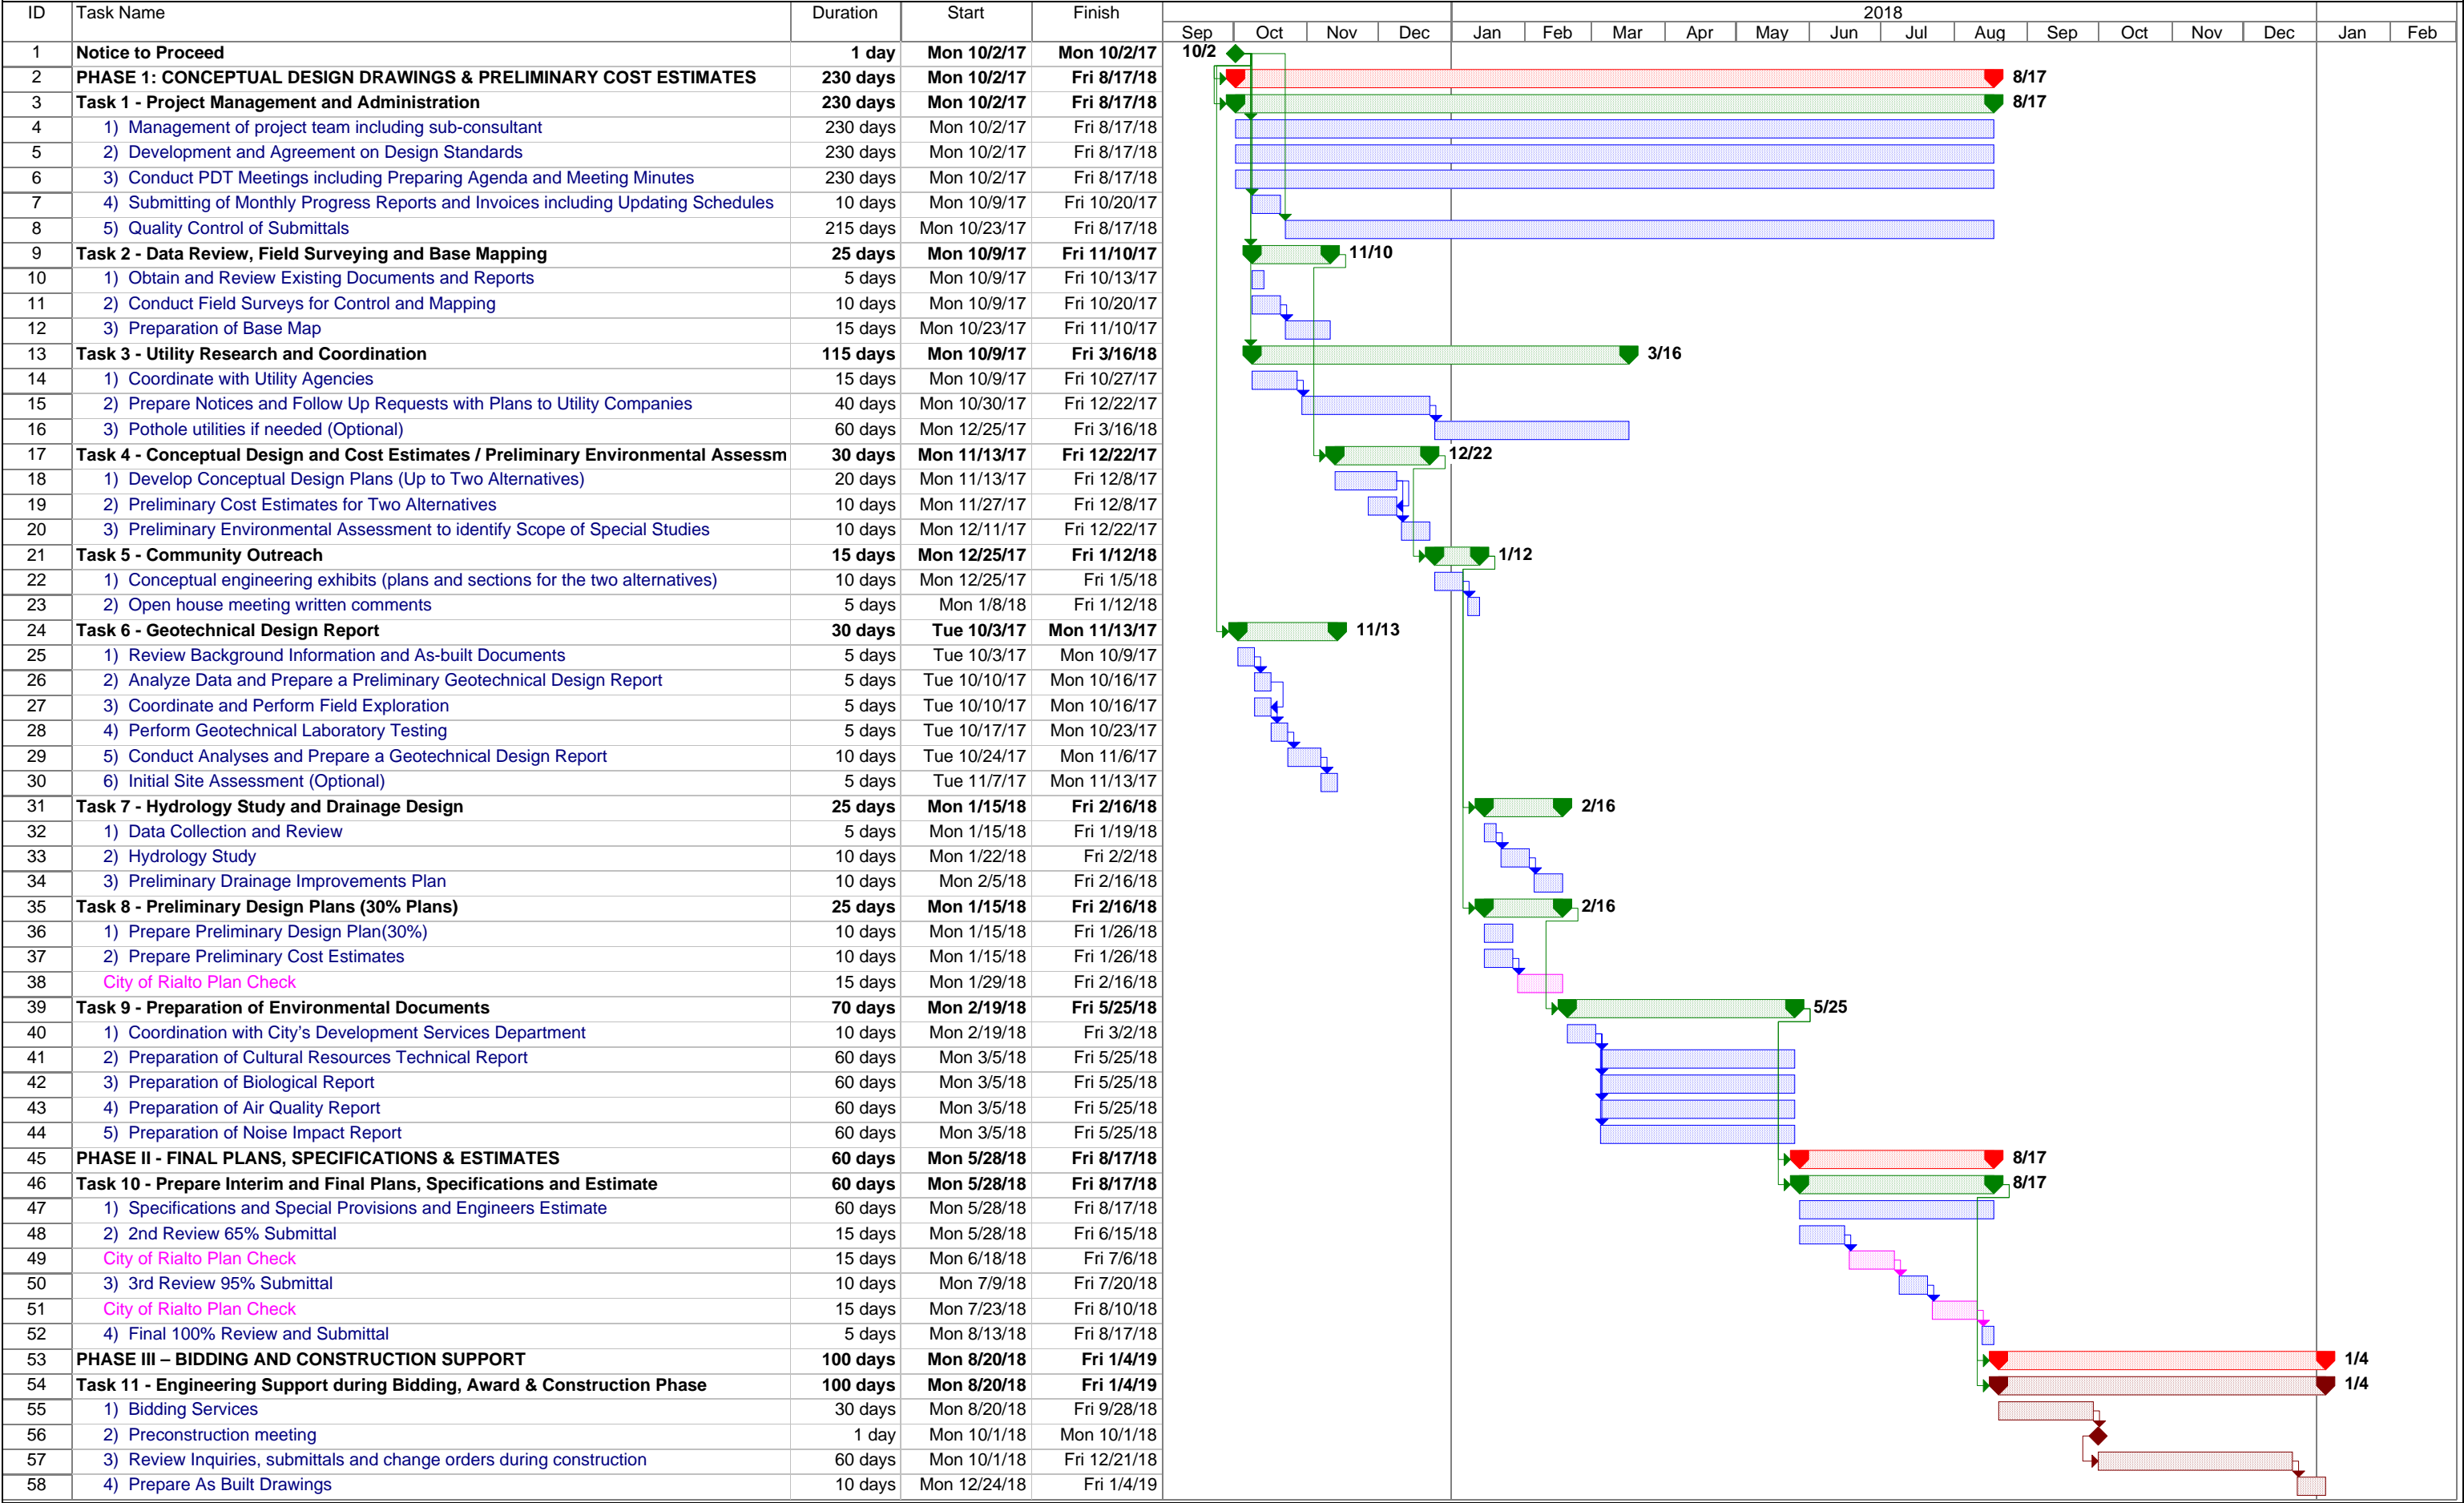 ID Task Name Duration Start Finish 2018
Sep Oct Nov Dec Jan Feb Mar Apr May Jun Jul Aug Sep Oct Nov Dec Jan Feb
1 Notice to Proceed 1 day Mon 10/2/17 Mon 10/2/17 10/2
2 PHASE 1: CONCEPTUAL DESIGN DRAWINGS & PRELIMINARY COST ESTIMATES 230 days Mon 10/2/17 Fri 8/17/18 8/17
3 Task 1 - Project Management and Administration 230 days Mon 10/2/17 Fri 8/17/18 8/17
4 1) Management of project team including sub-consultant 230 days Mon 10/2/17 Fri 8/17/18
5 2) Development and Agreement on Design Standards 230 days Mon 10/2/17 Fri 8/17/18
6 3) Conduct PDT Meetings including Preparing Agenda and Meeting Minutes 230 days Mon 10/2/17 Fri 8/17/18
7 4) Submitting of Monthly Progress Reports and Invoices including Updating Schedules 10 days Mon 10/9/17 Fri 10/20/17
8 5) Quality Control of Submittals 215 days Mon 10/23/17 Fri 8/17/18
9 Task 2 - Data Review, Field Surveying and Base Mapping 25 days Mon 10/9/17 Fri 11/10/17 11/10
10 1) Obtain and Review Existing Documents and Reports 5 days Mon 10/9/17 Fri 10/13/17
11 2) Conduct Field Surveys for Control and Mapping 10 days Mon 10/9/17 Fri 10/20/17
12 3) Preparation of Base Map 15 days Mon 10/23/17 Fri 11/10/17
13 Task 3 - Utility Research and Coordination 115 days Mon 10/9/17 Fri 3/16/18 3/16
14 1) Coordinate with Utility Agencies 15 days Mon 10/9/17 Fri 10/27/17
15 2) Prepare Notices and Follow Up Requests with Plans to Utility Companies 40 days Mon 10/30/17 Fri 12/22/17
16 3) Pothole utilities if needed (Optional) 60 days Mon 12/25/17 Fri 3/16/18
17 Task 4 - Conceptual Design and Cost Estimates / Preliminary Environmental Assessm 30 days Mon 11/13/17 Fri 12/22/17 12/22
18 1) Develop Conceptual Design Plans (Up to Two Alternatives) 20 days Mon 11/13/17 Fri 12/8/17
19 2) Preliminary Cost Estimates for Two Alternatives 10 days Mon 11/27/17 Fri 12/8/17
20 3) Preliminary Environmental Assessment to identify Scope of Special Studies 10 days Mon 12/11/17 Fri 12/22/17
21 Task 5 - Community Outreach 15 days Mon 12/25/17 Fri 1/12/18 1/12
22 1) Conceptual engineering exhibits (plans and sections for the two alternatives) 10 days Mon 12/25/17 Fri 1/5/18
23 2) Open house meeting written comments 5 days Mon 1/8/18 Fri 1/12/18
24 Task 6 - Geotechnical Design Report 30 days Tue 10/3/17 Mon 11/13/17 11/13
25 1) Review Background Information and As-built Documents 5 days Tue 10/3/17 Mon 10/9/17
26 2) Analyze Data and Prepare a Preliminary Geotechnical Design Report 5 days Tue 10/10/17 Mon 10/16/17
27 3) Coordinate and Perform Field Exploration 5 days Tue 10/10/17 Mon 10/16/17
28 4) Perform Geotechnical Laboratory Testing 5 days Tue 10/17/17 Mon 10/23/17
29 5) Conduct Analyses and Prepare a Geotechnical Design Report 10 days Tue 10/24/17 Mon 11/6/17
30 6) Initial Site Assessment (Optional) 5 days Tue 11/7/17 Mon 11/13/17
31 Task 7 - Hydrology Study and Drainage Design 25 days Mon 1/15/18 Fri 2/16/18 2/16
32 1) Data Collection and Review 5 days Mon 1/15/18 Fri 1/19/18
33 2) Hydrology Study 10 days Mon 1/22/18 Fri 2/2/18
34 3) Preliminary Drainage Improvements Plan 10 days Mon 2/5/18 Fri 2/16/18
35 Task 8 - Preliminary Design Plans (30% Plans) 25 days Mon 1/15/18 Fri 2/16/18 2/16
36 1) Prepare Preliminary Design Plan(30%) 10 days Mon 1/15/18 Fri 1/26/18
37 2) Prepare Preliminary Cost Estimates 10 days Mon 1/15/18 Fri 1/26/18
38 City of Rialto Plan Check 15 days Mon 1/29/18 Fri 2/16/18
39 Task 9 - Preparation of Environmental Documents 70 days Mon 2/19/18 Fri 5/25/18 5/25
40 1) Coordination with City’s Development Services Department 10 days Mon 2/19/18 Fri 3/2/18
41 2) Preparation of Cultural Resources Technical Report 60 days Mon 3/5/18 Fri 5/25/18
42 3) Preparation of Biological Report 60 days Mon 3/5/18 Fri 5/25/18
43 4) Preparation of Air Quality Report 60 days Mon 3/5/18 Fri 5/25/18
44 5) Preparation of Noise Impact Report 60 days Mon 3/5/18 Fri 5/25/18
45 PHASE II - FINAL PLANS, SPECIFICATIONS & ESTIMATES 60 days Mon 5/28/18 Fri 8/17/18 8/17
46 Task 10 - Prepare Interim and Final Plans, Specifications and Estimate 60 days Mon 5/28/18 Fri 8/17/18 8/17
47 1) Specifications and Special Provisions and Engineers Estimate 60 days Mon 5/28/18 Fri 8/17/18
48 2) 2nd Review 65% Submittal 15 days Mon 5/28/18 Fri 6/15/18
49 City of Rialto Plan Check 15 days Mon 6/18/18 Fri 7/6/18
50 3) 3rd Review 95% Submittal 10 days Mon 7/9/18 Fri 7/20/18
51 City of Rialto Plan Check 15 days Mon 7/23/18 Fri 8/10/18
52 4) Final 100% Review and Submittal 5 days Mon 8/13/18 Fri 8/17/18
53 PHASE III – BIDDING AND CONSTRUCTION SUPPORT 100 days Mon 8/20/18 Fri 1/4/19 1/4
54 Task 11 - Engineering Support during Bidding, Award & Construction Phase 100 days Mon 8/20/18 Fri 1/4/19 1/4
55 1) Bidding Services 30 days Mon 8/20/18 Fri 9/28/18
56 2) Preconstruction meeting 1 day Mon 10/1/18 Mon 10/1/18
57 3) Review Inquiries, submittals and change orders during construction 60 days Mon 10/1/18 Fri 12/21/18
58 4) Prepare As Built Drawings 10 days Mon 12/24/18 Fri 1/4/19